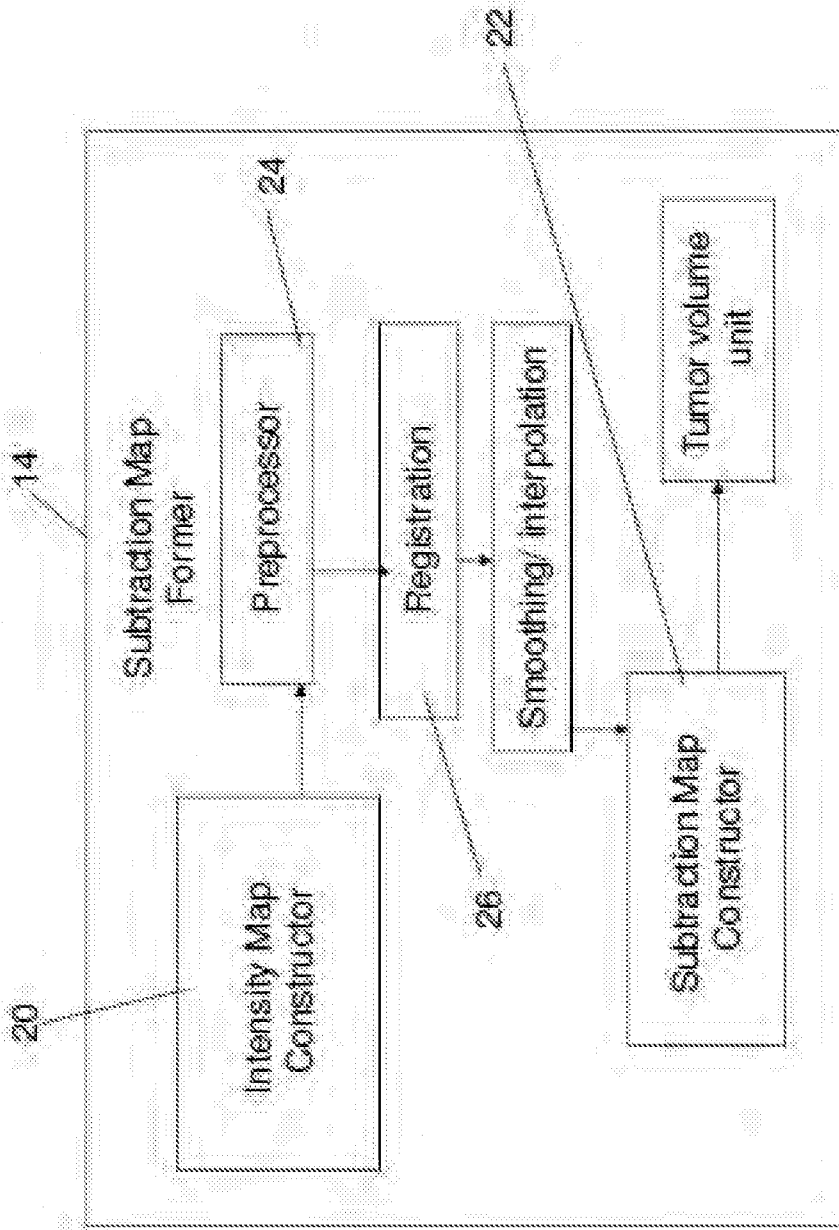 14
Subtraction Map
Former
20
Intensity Map
Constructor
Preprocessor
24
Registration
26
Smoothing/ interpolation
Subtraction Map
Constructor
22
Tumor volume
unit